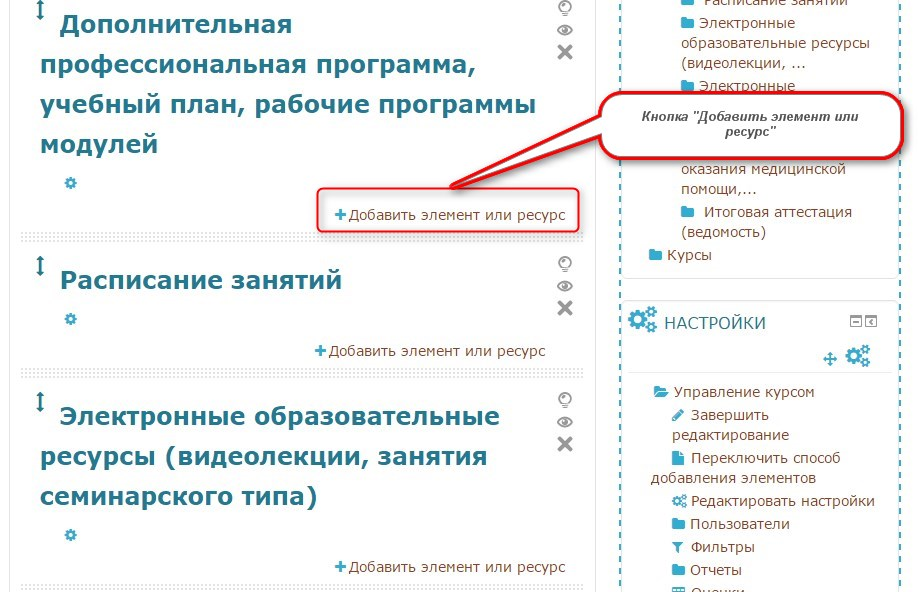 Дополнительная
профессиональная программа,
учебный план, рабочие программы
модулей
+Добавить элемент или ресурс
Расписание занятий
+Добавить элемент или ресурс
Электронные образовательные
ресурсы (видеолекции, занятия
семинарского типа)
+Добавить элемент или ресурс
Расписание занятий
Электронные
образовательные ресурсы
(видеолекции, ...
Электронные
Кнопка "Добавить элемент или
ресурс"
оказания медицинской
помощи,...
Итоговая аттестация
(ведомость)
Курсы
НАСТРОЙКИ
Управление курсом
Завершить
редактирование
Переключить способ
добавления элементов
Редактировать настройки
Пользователи
Фильтры
Отчеты
Оценки